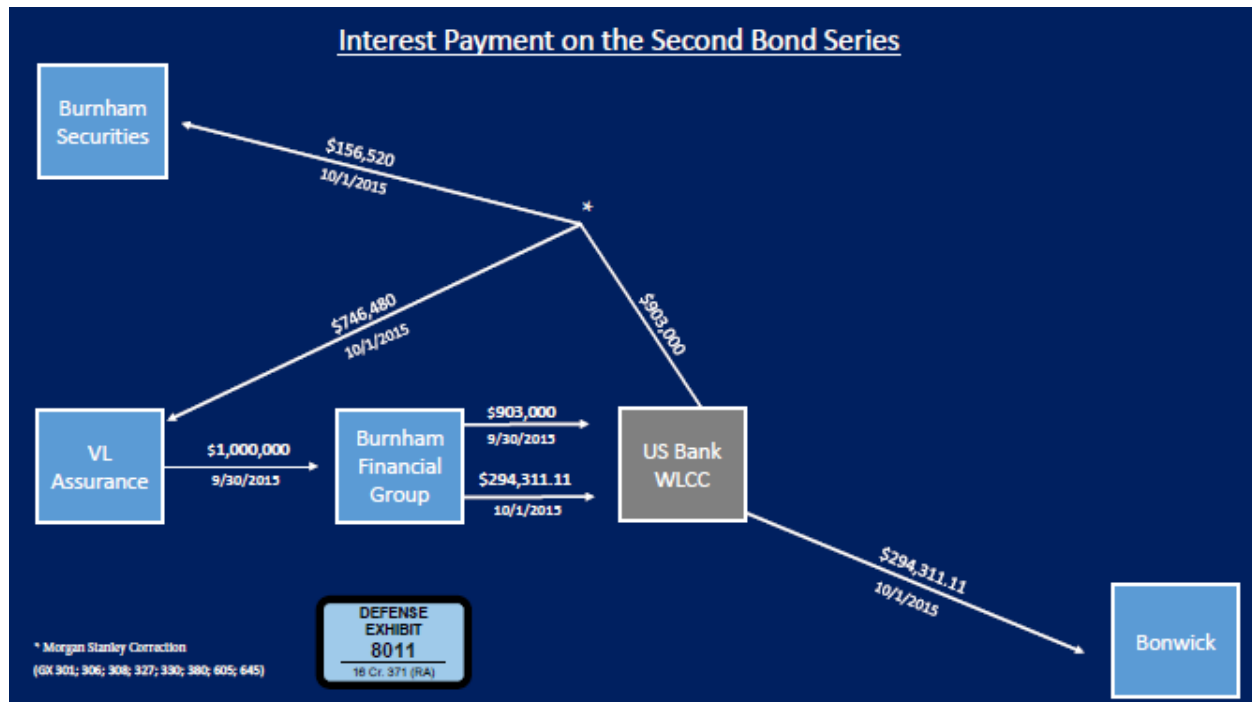 Interest Payment on the Second Bond Series
Burnham
Securities
$156,520
10/1/2015
*
$746,480
10/1/2015
$903,000
VL
Assurance
$1,000,000
9/30/2015
Burnham
Financial
Group
$903,000
9/30/2015
$294,311.11
10/1/2015
US Bank
WLCC
$294,311.11
10/1/2015
Bonwick
DEFENSE
EXHIBIT
8011
16 Cr. 371 (RA)
* Morgan Stanley Correction
(GX 301; 306; 308; 327; 330; 380; 605; 645)